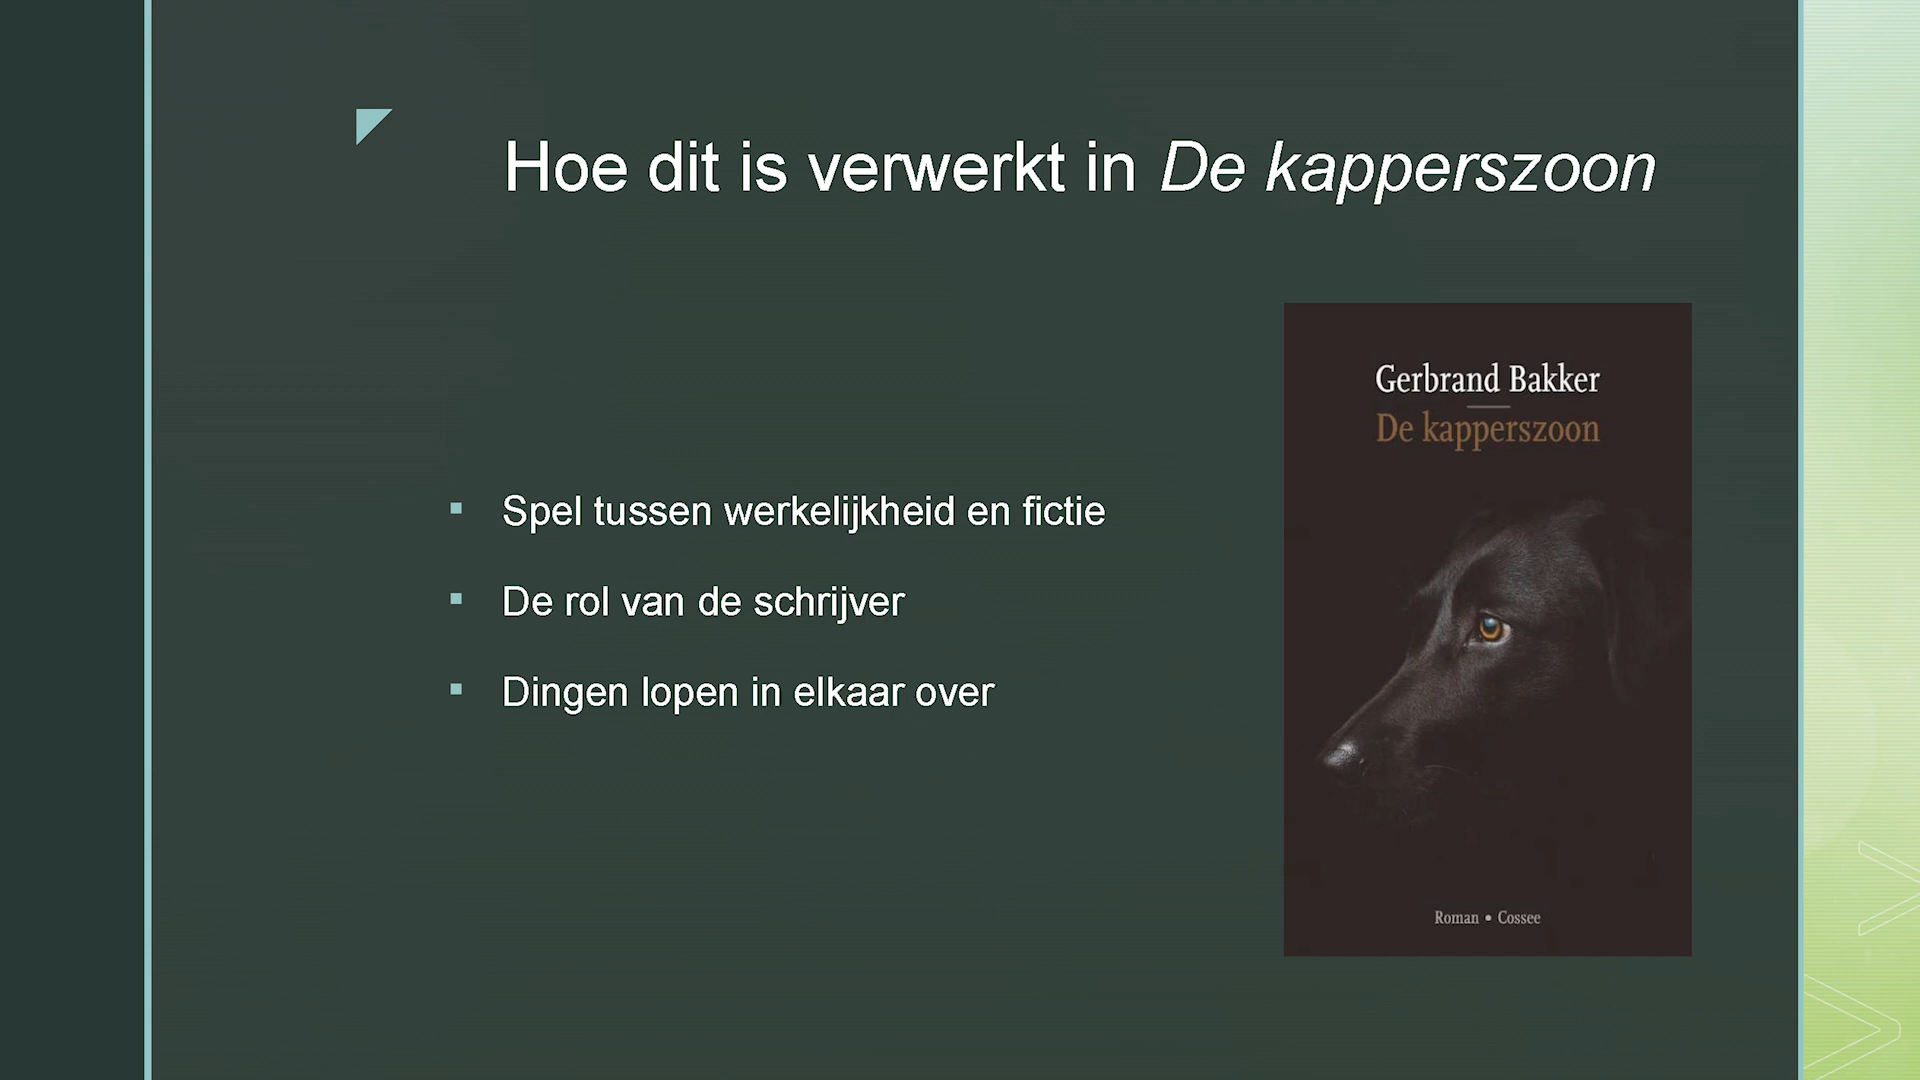 Hoe dit is verwerkt in De kapperszoon
Spel tussen werkelijkheid en fictie
De rol van de schrijver
Dingen lopen in elkaar over
Gerbrand Bakker
De kapperszoon
Roman • Cossee